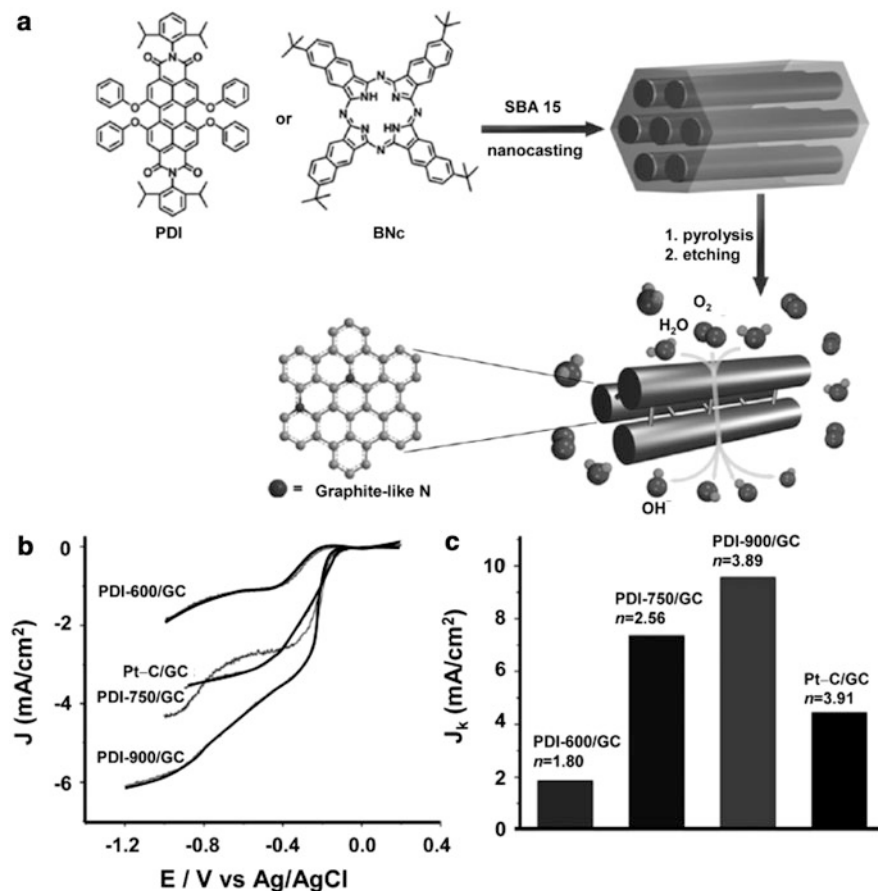 a
O
N
O
O
O
O
O
O
N
O
PDI
or
N
NH
N
N
N
N
HN
N
BNc
SBA 15
nanocasting
1. pyrolysis
2. etching
O₂
H₂O
OH⁻
= Graphite-like N
b
J (mA/cm²)
0
-2
-4
-6
PDI-600/GC
Pt–C/GC
PDI-750/GC
PDI-900/GC
-1.2 -0.8 -0.4 0.0 0.4
E / V vs Ag/AgCl
c
Jₖ (mA/cm²)
10
8
6
4
2
0
PDI-600/GC
n=1.80
PDI-750/GC
n=2.56
PDI-900/GC
n=3.89
Pt–C/GC
n=3.91